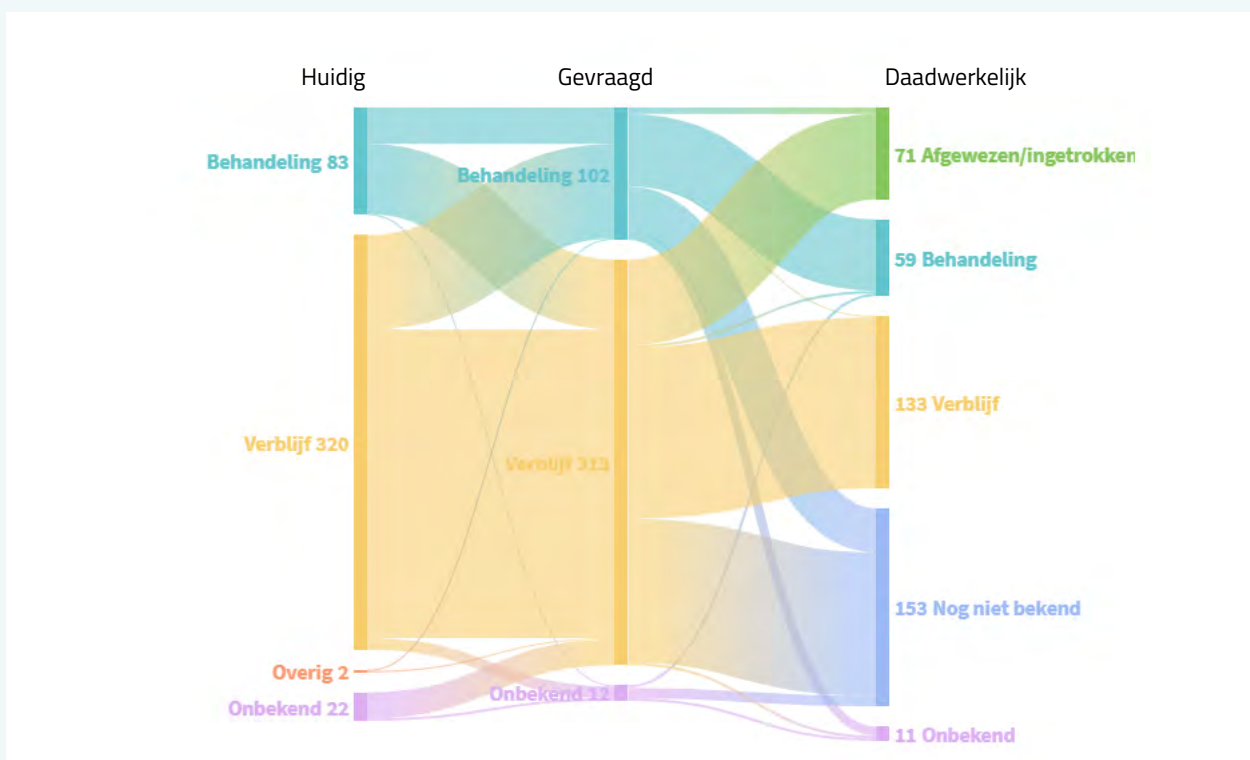 Huidig
Gevraagd
Daadwerkelijk
Behandeling 83
Verblijf 320
Overig 2
Onbekend 22
Behandeling 102
Verblijf 313
Onbekend 12
71 Afgewezen/ingetrokken
59 Behandeling
133 Verblijf
153 Nog niet bekend
11 Onbekend